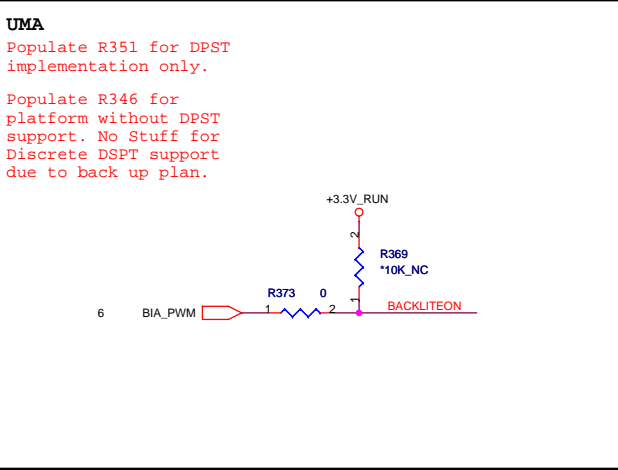 UMA
Populate R351 for DPST
implementation only.
Populate R346 for
platform without DPST
support. No Stuff for
Discrete DSPT support
due to back up plan.
+3.3V_RUN
2
R369
*10K_NC
1
R373 0
6 BIA_PWM 1 2 BACKLITEON